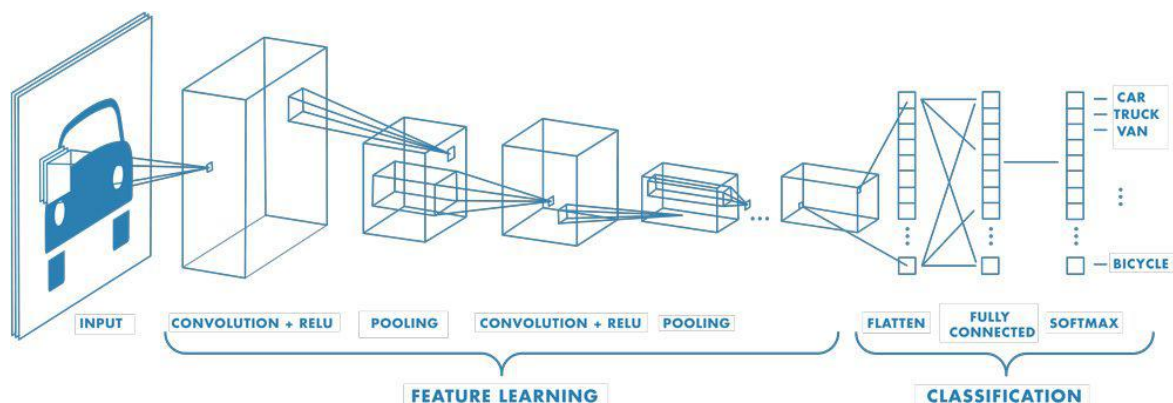 CAR
TRUCK
VAN
BICYCLE
INPUT
CONVOLUTION + RELU
POOLING
CONVOLUTION + RELU
POOLING
FLATTEN
FULLY
CONNECTED
SOFTMAX
FEATURE LEARNING
CLASSIFICATION